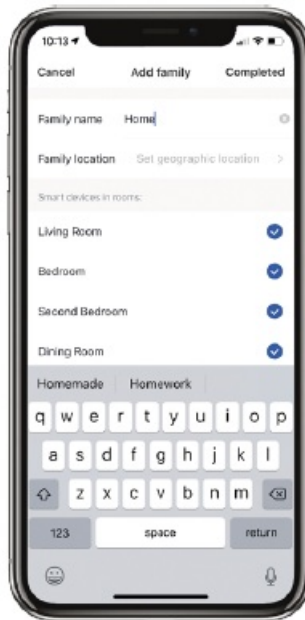 10:13
Cancel Add family Completed
Family name Home
Family location Set geographic location >
Smart devices in rooms:
Living Room
Bedroom
Second Bedroom
Dining Room
Homemade Homework
q w e r t y u i o p
a s d f g h j k l
z x c v b n m
123 space return